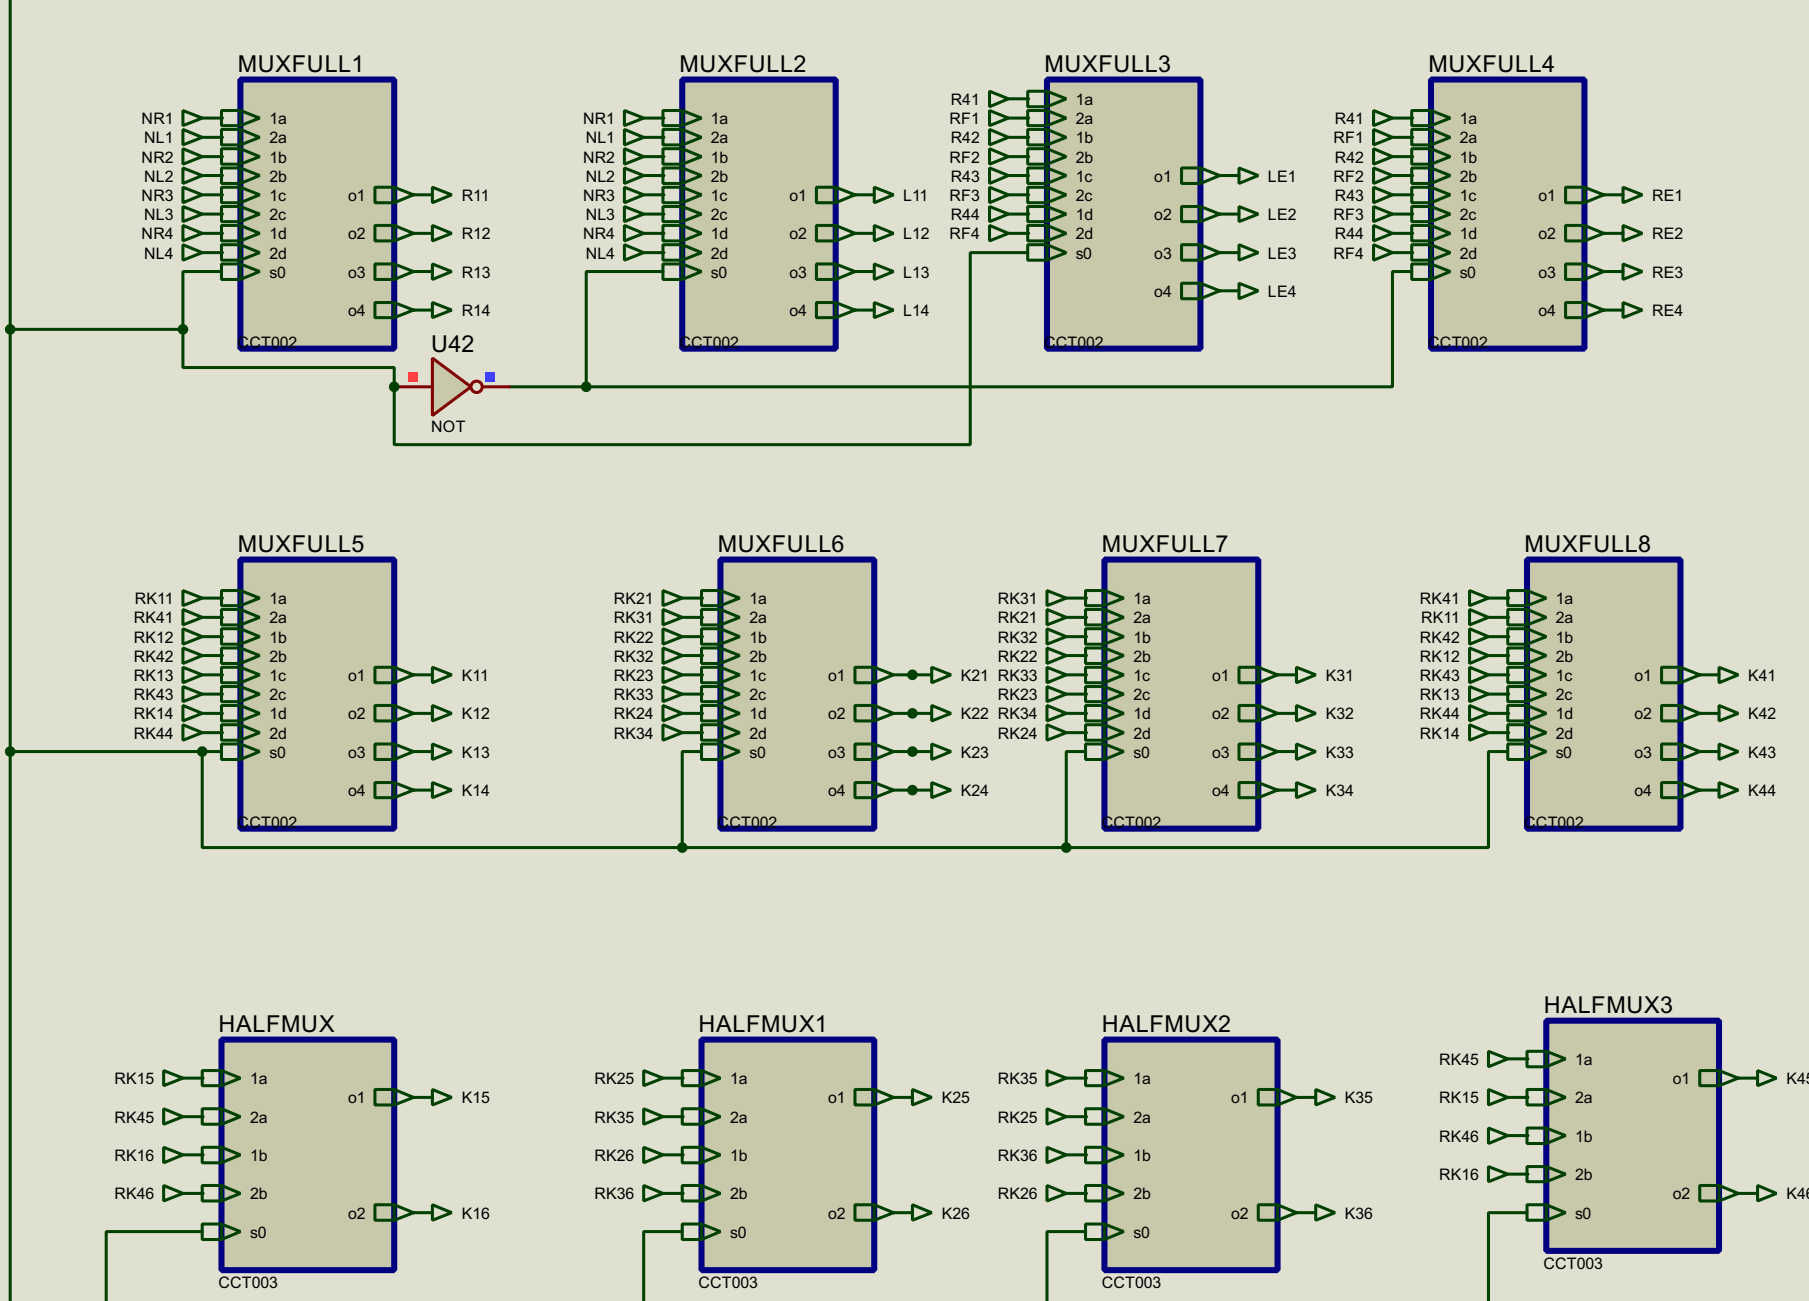 MUXFULL1
NR1 1a
NL1 2a
NR2 1b
NL2 2b
NR3 1c o1 R11
NL3 2c
NR4 1d o2 R12
NL4 2d
s0 o3 R13
o4 R14
CCT002
MUXFULL2
NR1 1a
NL1 2a
NR2 1b
NL2 2b
NR3 1c o1 L11
NL3 2c
NR4 1d o2 L12
NL4 2d
s0 o3 L13
o4 L14
CCT002
MUXFULL3
R41 1a
RF1 2a
R42 1b
RF2 2b
R43 1c o1 LE1
RF3 2c
R44 1d o2 LE2
RF4 2d
s0 o3 LE3
o4 LE4
CCT002
MUXFULL4
R41 1a
RF1 2a
R42 1b
RF2 2b
R43 1c o1 RE1
RF3 2c
R44 1d o2 RE2
RF4 2d
s0 o3 RE3
o4 RE4
CCT002
U42
NOT
MUXFULL5
RK11 1a
RK41 2a
RK12 1b
RK42 2b
RK13 1c o1 K11
RK43 2c
RK14 1d o2 K12
RK44 2d
s0 o3 K13
o4 K14
CCT002
MUXFULL6
RK21 1a
RK31 2a
RK22 1b
RK32 2b
RK23 1c o1 K21
RK33 2c
RK24 1d o2 K22
RK34 2d
s0 o3 K23
o4 K24
CCT002
MUXFULL7
RK31 1a
RK21 2a
RK32 1b
RK22 2b
RK33 1c o1 K31
RK23 2c
RK34 1d o2 K32
RK24 2d
s0 o3 K33
o4 K34
CCT002
MUXFULL8
RK41 1a
RK11 2a
RK42 1b
RK12 2b
RK43 1c o1 K41
RK13 2c
RK44 1d o2 K42
RK14 2d
s0 o3 K43
o4 K44
CCT002
HALFMUX
RK15 1a
o1 K15
RK45 2a
RK16 1b
RK46 2b
o2 K16
s0
CCT003
HALFMUX1
RK25 1a
o1 K25
RK35 2a
RK26 1b
RK36 2b
o2 K26
s0
CCT003
HALFMUX2
RK35 1a
o1 K35
RK25 2a
RK36 1b
RK26 2b
o2 K36
s0
CCT003
HALFMUX3
RK45 1a
o1 K45
RK15 2a
RK46 1b
RK16 2b
o2 K46
s0
CCT003